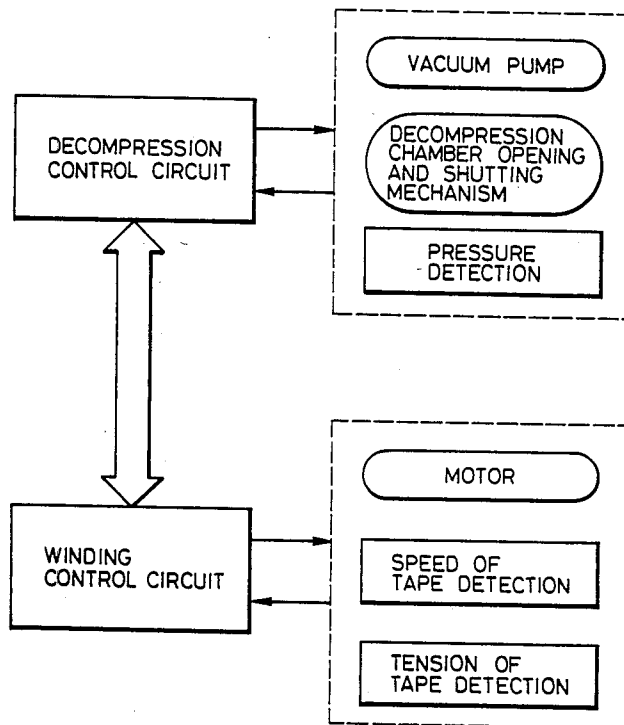 VACUUM PUMP
DECOMPRESSION
CONTROL CIRCUIT
DECOMPRESSION
CHAMBER OPENING
AND SHUTTING
MECHANISM
PRESSURE
DETECTION
MOTOR
WINDING
CONTROL CIRCUIT
SPEED OF
TAPE DETECTION
TENSION OF
TAPE DETECTION